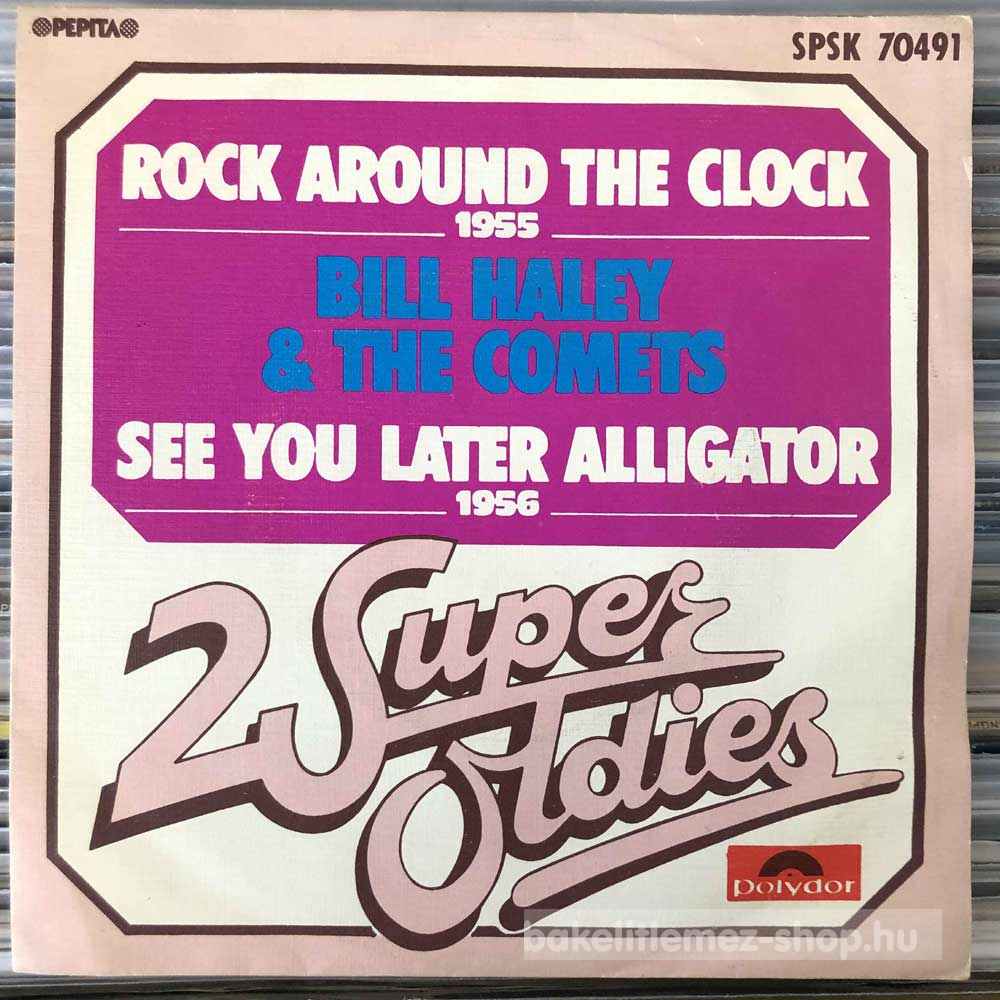 PEPITA
SPSK 70491
ROCK AROUND THE CLOCK
1955
BILL HALEY
& THE COMETS
SEE YOU LATER ALLIGATOR
1956
2 Super
Oldies
polydor
bakelitlemez-shop.hu